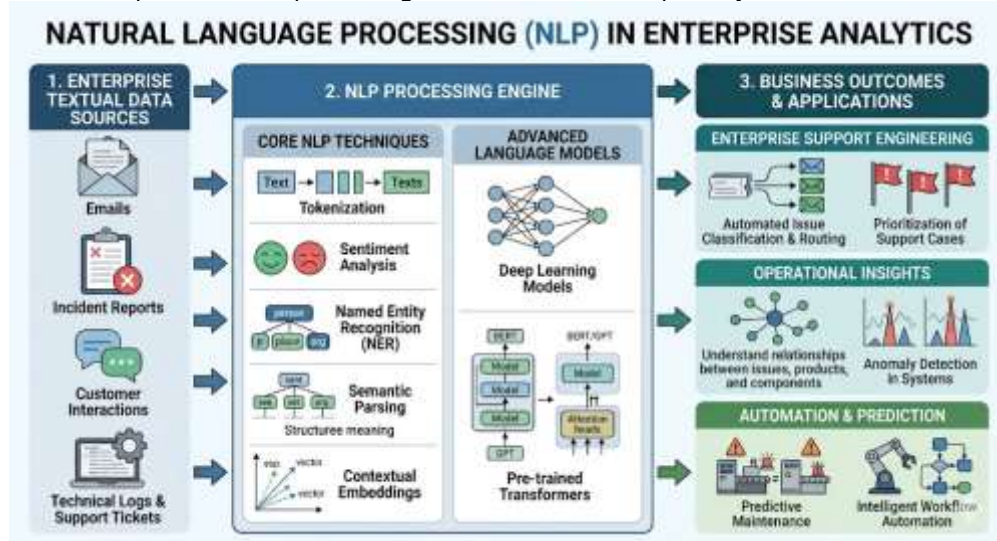 NATURAL LANGUAGE PROCESSING (NLP) IN ENTERPRISE ANALYTICS
1. ENTERPRISE
TEXTUAL DATA
SOURCES
Emails
Incident Reports
Customer
Interactions
Technical Logs &
Support Tickets
2. NLP PROCESSING ENGINE
CORE NLP TECHNIQUES
Text
Texts
Tokenization
Sentiment
Analysis
person
place
org
Named Entity
Recognition
(NER)
Semantic
Parsing
Structuree meaning
vector
vector
Contextual
Embeddings
ADVANCED
LANGUAGE MODELS
Deep Learning
Models
BERT
Model
Model
Model
GPT
BERT/GPT
Model
Attention
heads
Pre-trained
Transformers
3. BUSINESS OUTCOMES
& APPLICATIONS
ENTERPRISE SUPPORT ENGINEERING
Automated Issue
Classification & Routing
Prioritization of
Support Cases
OPERATIONAL INSIGHTS
Understand relationships
between issues, products,
and components
Anomaly Detection
in Systems
AUTOMATION & PREDICTION
Predictive
Maintenance
Intelligent Workflow
Automation